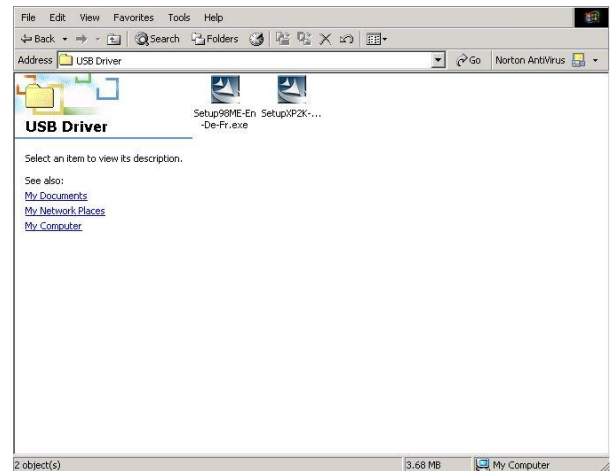 File Edit View Favorites Tools Help
Back Search Folders
Address USB Driver Go Norton AntiVirus
USB Driver
Select an item to view its description.
See also:
My Documents
My Network Places
My Computer
Setup98ME-En SetupXP2K-...
-De-Fr.exe
2 object(s) 3.68 MB My Computer